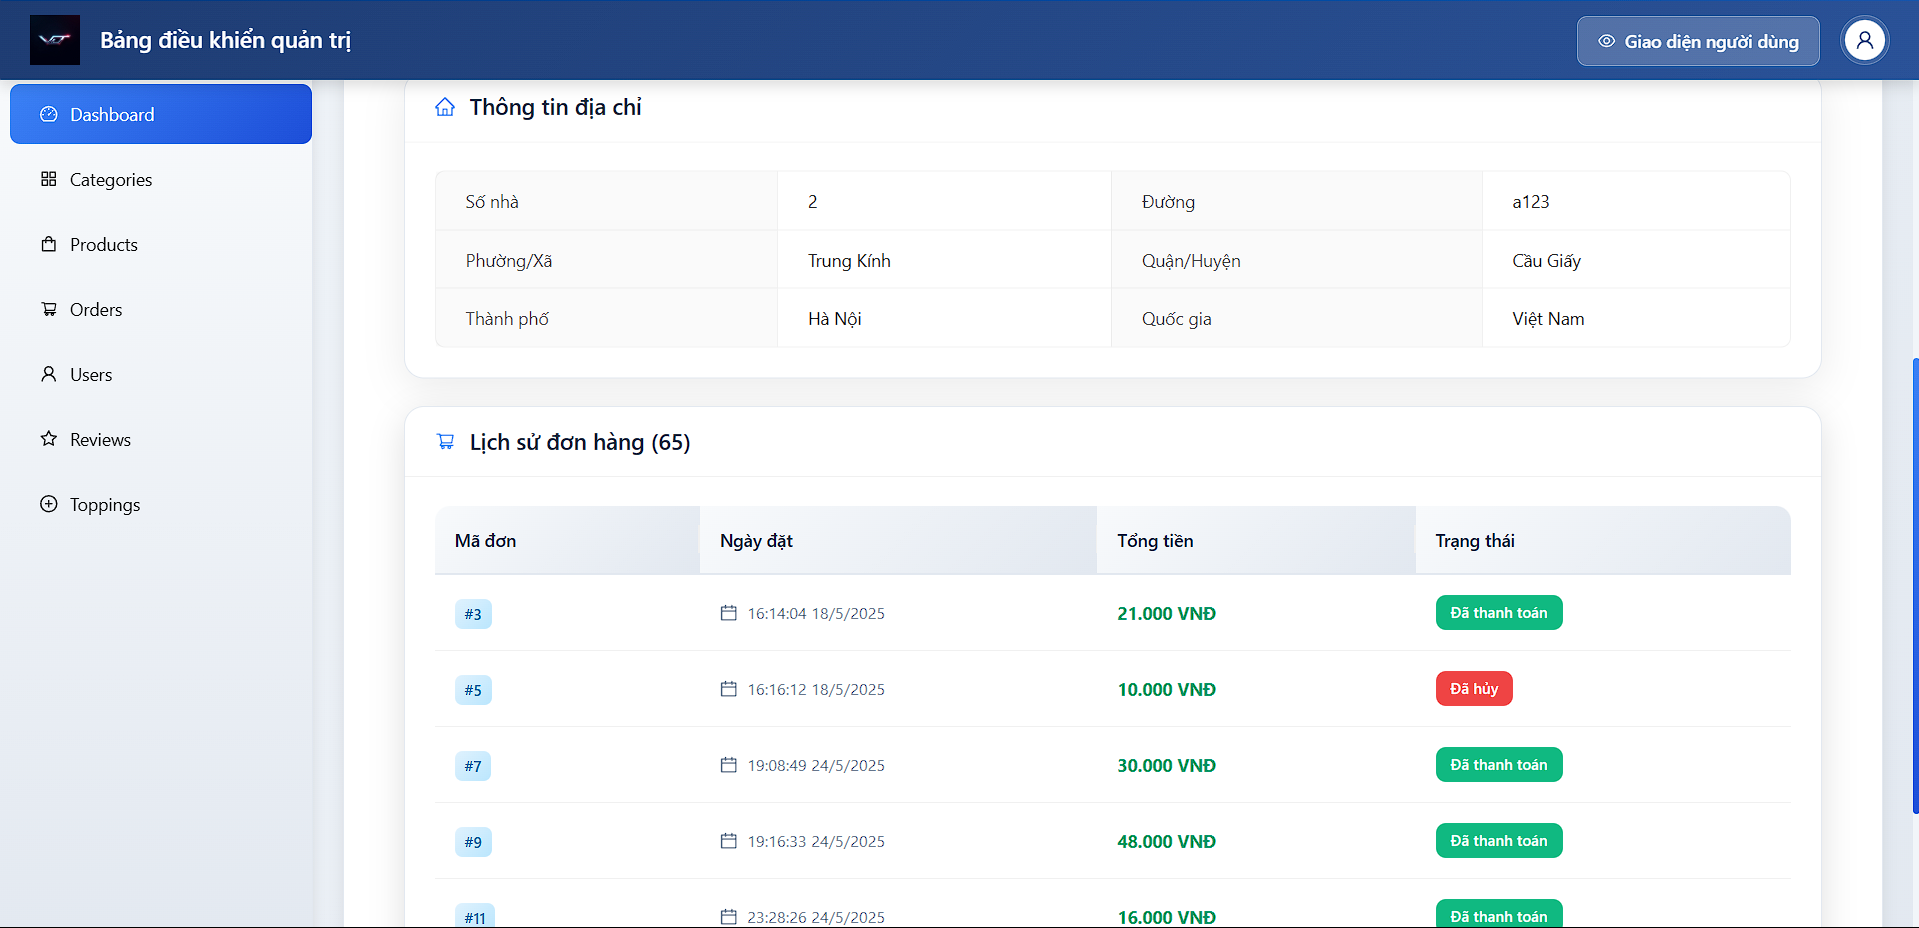 Bảng điều khiển quản trị
Giao diện người dùng
Dashboard
Categories
Products
Orders
Users
Reviews
Toppings
Thông tin địa chỉ
Số nhà 2 Đường a123
Phường/Xã Trung Kính Quận/Huyện Cầu Giấy
Thành phố Hà Nội Quốc gia Việt Nam
Lịch sử đơn hàng (65)
Mã đơn Ngày đặt Tổng tiền Trạng thái
#3 16:14:04 18/5/2025 21.000 VNĐ Đã thanh toán
#5 16:16:12 18/5/2025 10.000 VNĐ Đã hủy
#7 19:08:49 24/5/2025 30.000 VNĐ Đã thanh toán
#9 19:16:33 24/5/2025 48.000 VNĐ Đã thanh toán
#11 23:28:26 24/5/2025 16.000 VNĐ Đã thanh toán